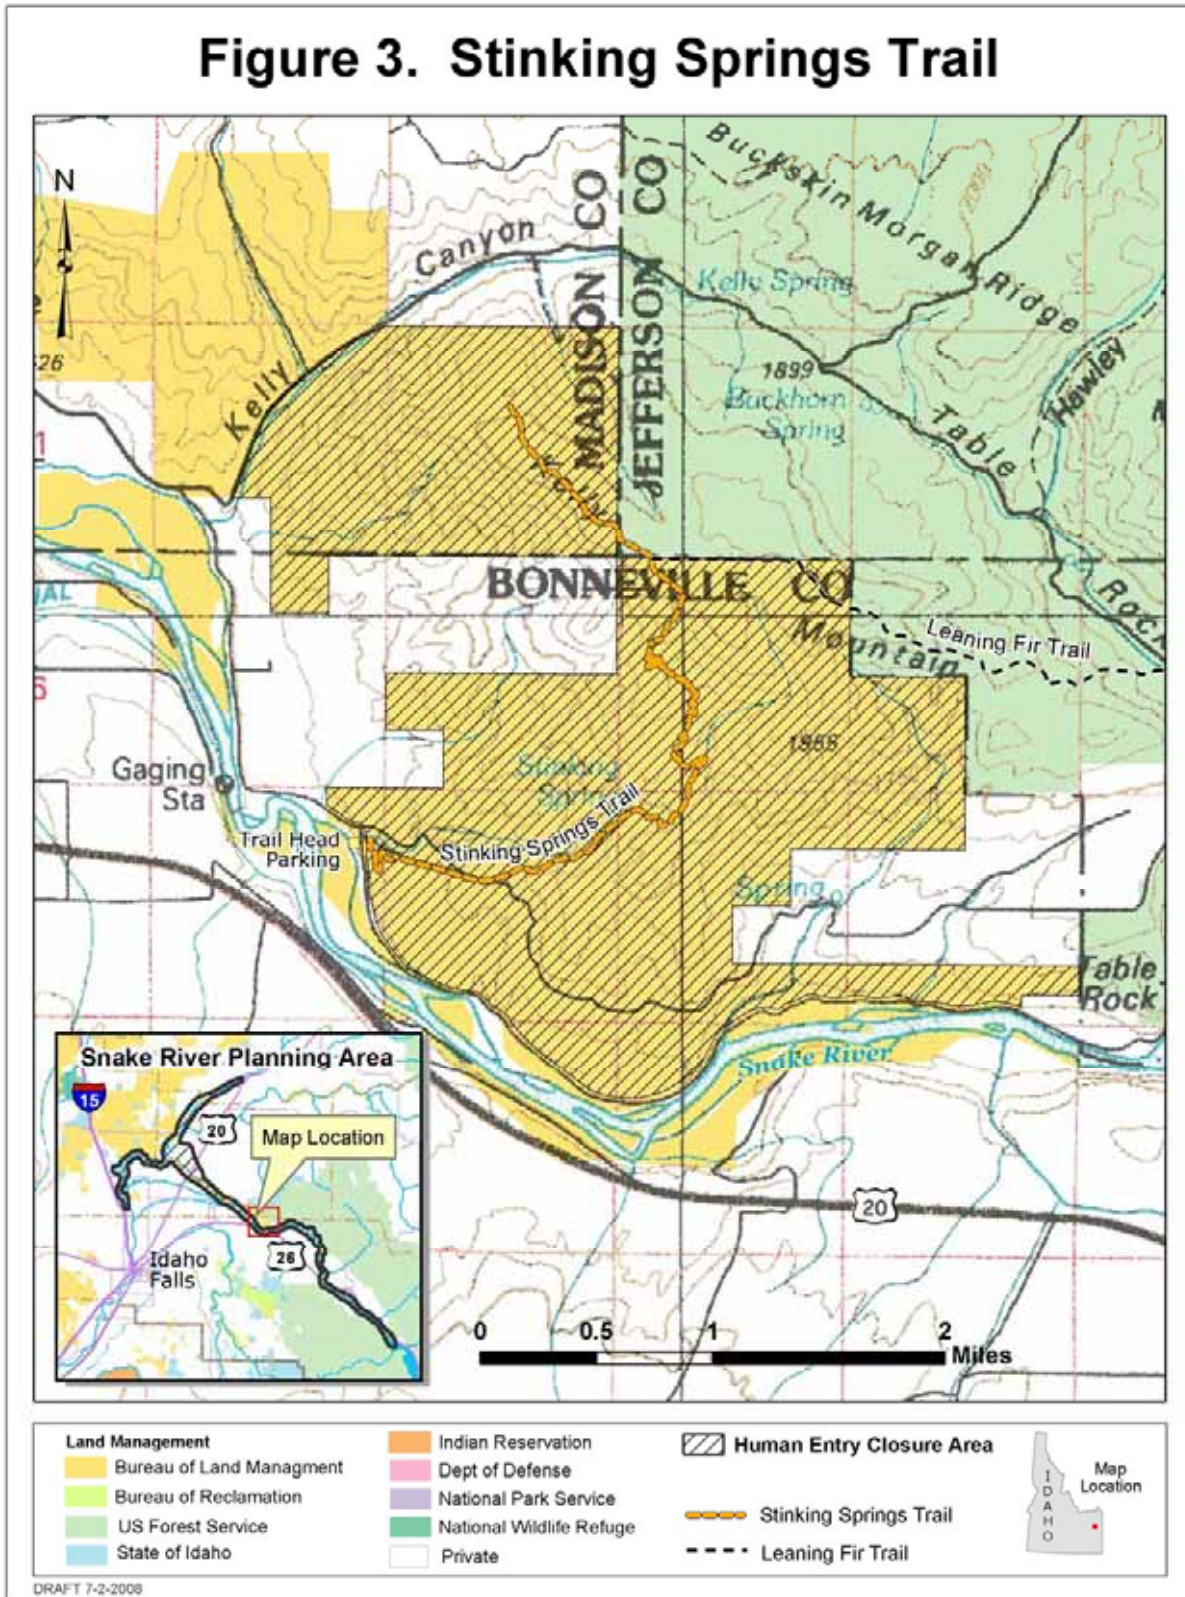 Figure 3. Stinking Springs Trail
N
Buckskin Morgan Ridge
Canyon
Kelly
MADISON CO
JEFFERSON CO
Kelly Spring
1899
Buckhorn
Spring
Hawley
Table
Rock
26
1
BONNEVILLE CO
Mountain
Leaning Fir Trail
6
Gaging
Sta
Stinking
1988
Trail Head
Parking
Stinking Springs Trail
Spring
Table
Rock
Snake River
20
Snake River Planning Area
15
20
Map Location
26
Idaho
Falls
0 0.5 1 2
Miles
Land Management
Bureau of Land Managment
Bureau of Reclamation
US Forest Service
State of Idaho
Indian Reservation
Dept of Defense
National Park Service
National Wildlife Refuge
Private
Human Entry Closure Area
Stinking Springs Trail
Leaning Fir Trail
IDAHO
Map
Location
DRAFT 7-2-2008